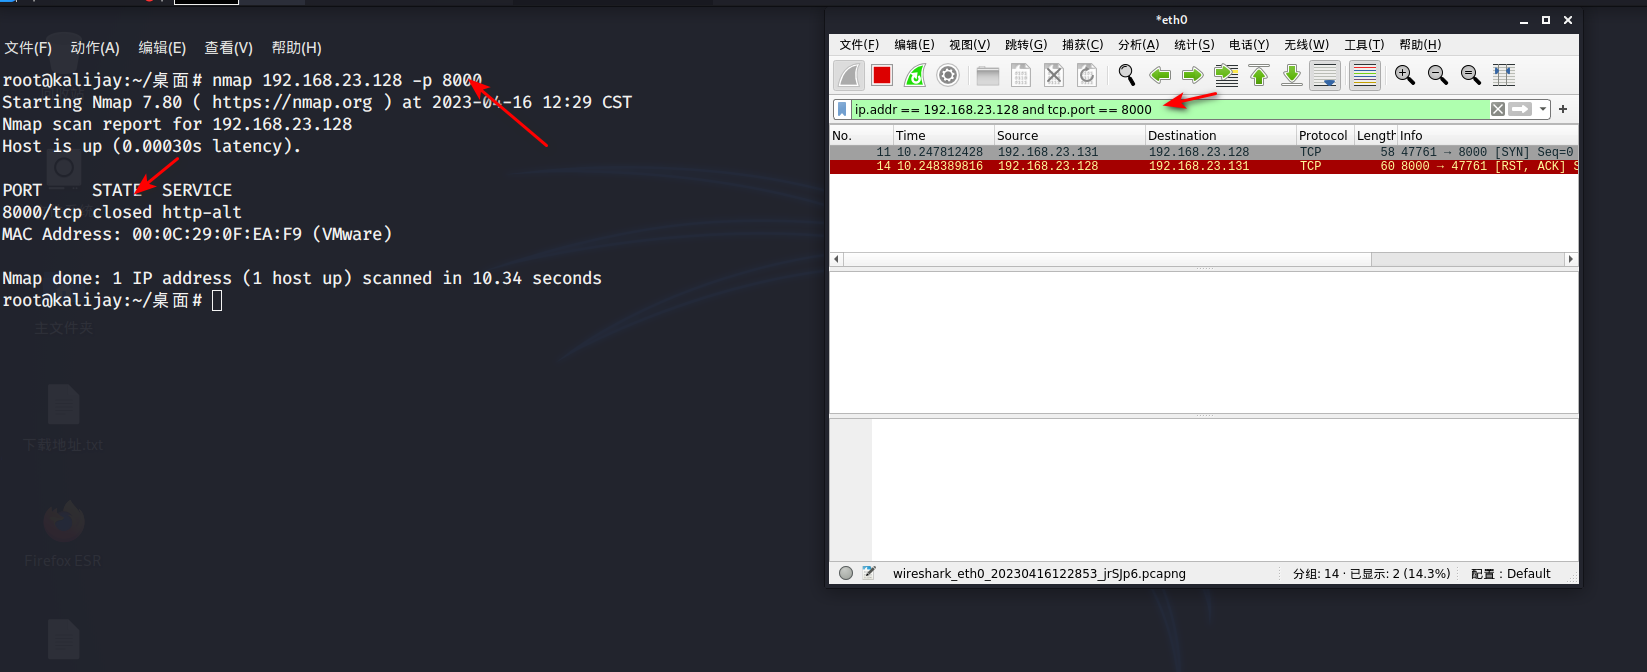 文件(F) 动作(A) 编辑(E) 查看(V) 帮助(H)
root@kalijay:~/桌面# nmap 192.168.23.128 -p 8000
Starting Nmap 7.80 ( https://nmap.org ) at 2023-04-16 12:29 CST
Nmap scan report for 192.168.23.128
Host is up (0.00030s latency).
PORT STATE SERVICE
8000/tcp closed http-alt
MAC Address: 00:0C:29:0F:EA:F9 (VMware)
Nmap done: 1 IP address (1 host up) scanned in 10.34 seconds
root@kalijay:~/桌面#
主文件夹
下载地址.txt
Firefox ESR
*eth0
文件(F) 编辑(E) 视图(V) 跳转(G) 捕获(C) 分析(A) 统计(S) 电话(Y) 无线(W) 工具(T) 帮助(H)
ip.addr == 192.168.23.128 and tcp.port == 8000
No. Time Source Destination Protocol Length Info
11 10.247812428 192.168.23.131 192.168.23.128 TCP 58 47761 → 8000 [SYN] Seq=0
14 10.248389816 192.168.23.128 192.168.23.131 TCP 60 8000 → 47761 [RST, ACK] S
wireshark_eth0_20230416122853_jrSJp6.pcapng 分组: 14 · 已显示: 2 (14.3%) 配置：Default